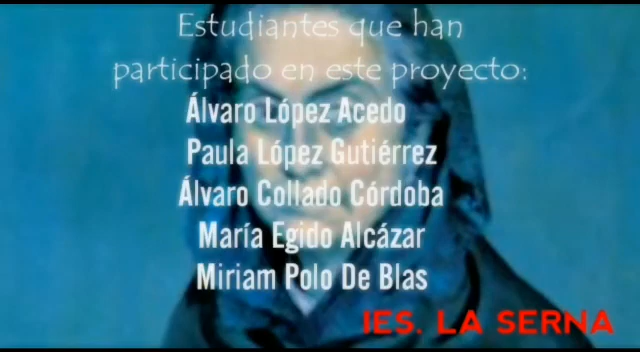 Estudiantes que han
participado en este proyecto:
Álvaro López Acedo
Paula López Gutiérrez
Álvaro Collado Córdoba
María Egido Alcázar
Miriam Polo De Blas
IES. LA SERNA